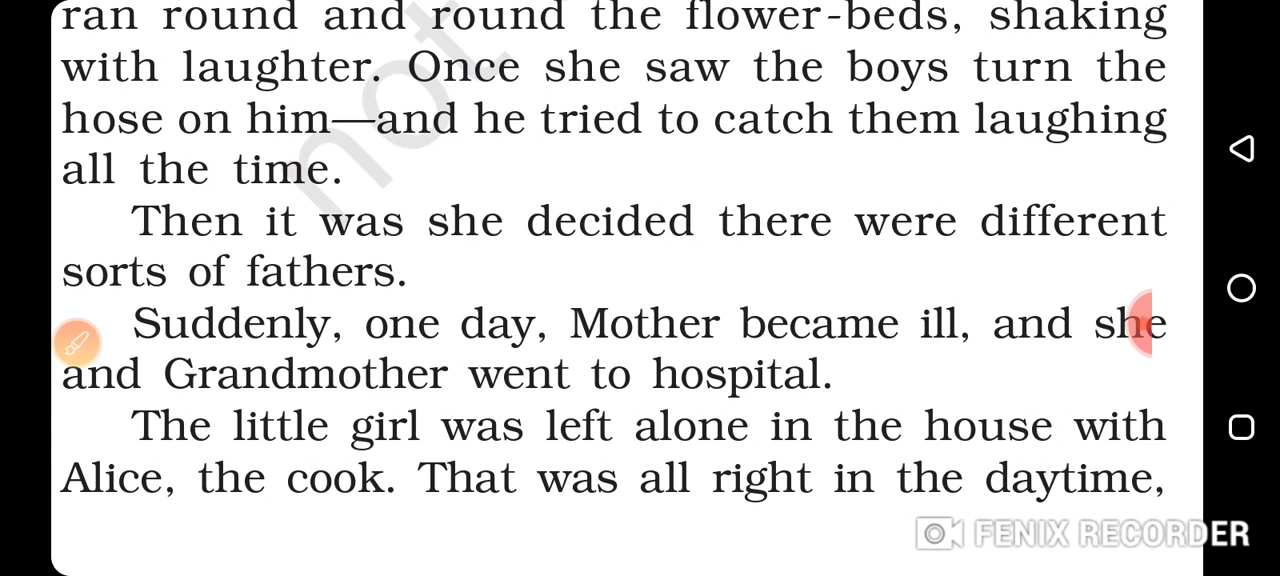 ran round and round the flower-beds, shaking
with laughter. Once she saw the boys turn the
hose on him—and he tried to catch them laughing
all the time.
Then it was she decided there were different
sorts of fathers.
Suddenly, one day, Mother became ill, and she
and Grandmother went to hospital.
The little girl was left alone in the house with
Alice, the cook. That was all right in the daytime,
not
FENIX RECORDER